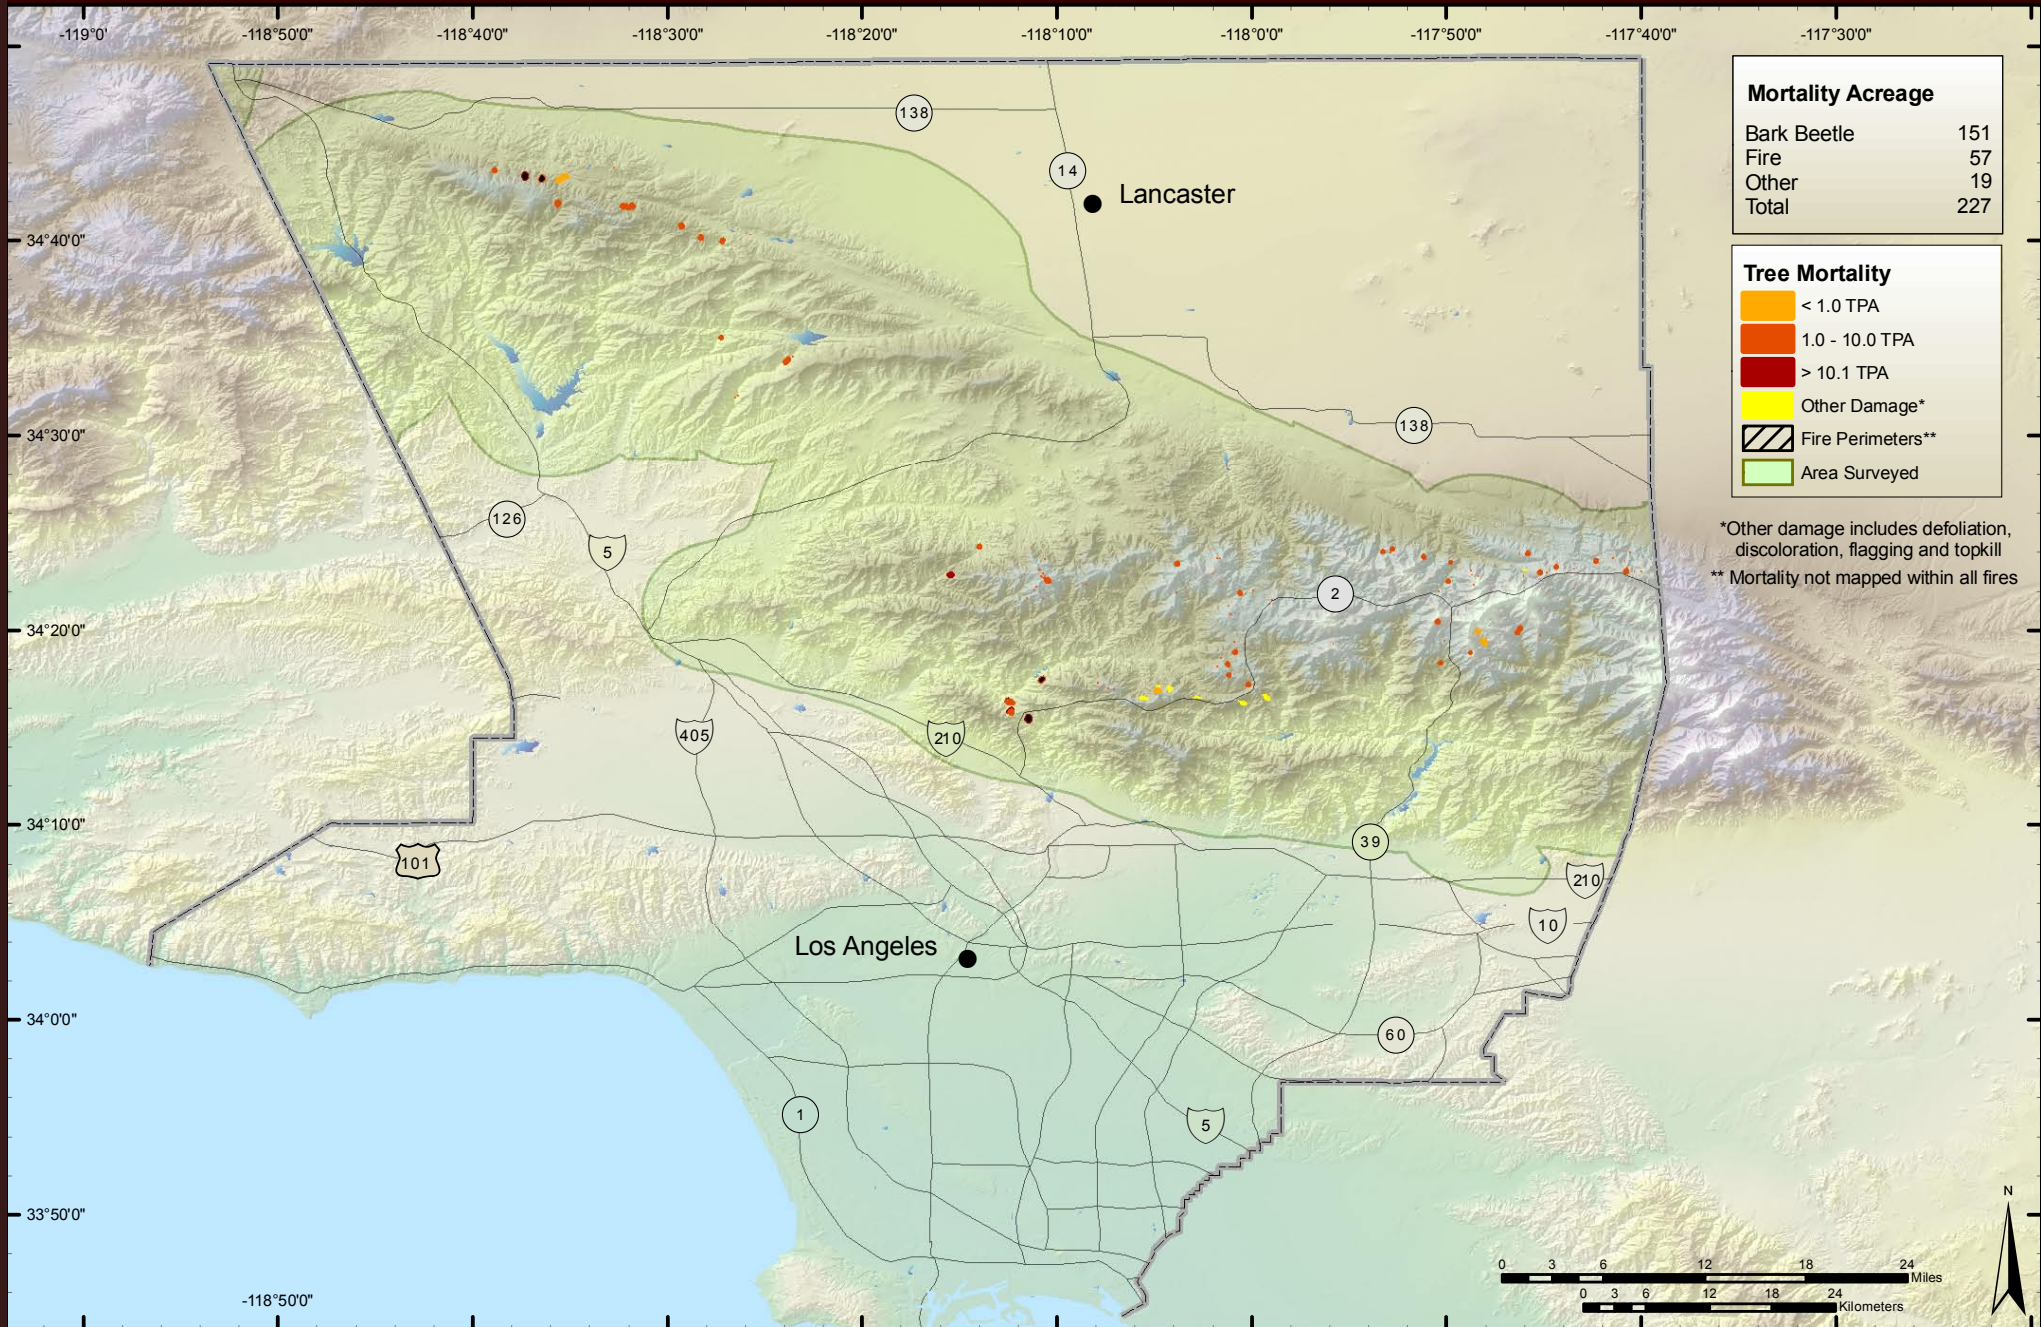 -119°0' -118°50'0" -118°40'0" -118°30'0" -118°20'0" -118°10'0" -118°0'0" -117°50'0" -117°40'0" -117°30'0"
Mortality Acreage
Bark Beetle 151
Fire 57
Other 19
Total 227
Tree Mortality
< 1.0 TPA
1.0 - 10.0 TPA
> 10.1 TPA
Other Damage*
Fire Perimeters**
Area Surveyed
*Other damage includes defoliation,
discoloration, flagging and topkill
** Mortality not mapped within all fires
138
14
Lancaster
34°40'0"
34°30'0"
138
126
5
2
34°20'0"
405
210
34°10'0"
39
101
210
10
Los Angeles
34°0'0"
60
1
5
33°50'0"
N
0 3 6 12 18 24
Miles
0 3 6 12 18 24
Kilometers
-118°50'0"